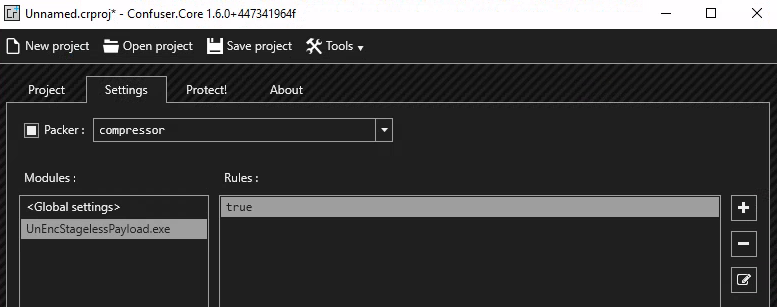 Unnamed.crproj* - Confuser.Core 1.6.0+447341964f
New project Open project Save project Tools
Project Settings Protect! About
Packer : compressor
Modules : Rules :
<Global settings> true
UnEncStagelessPayload.exe